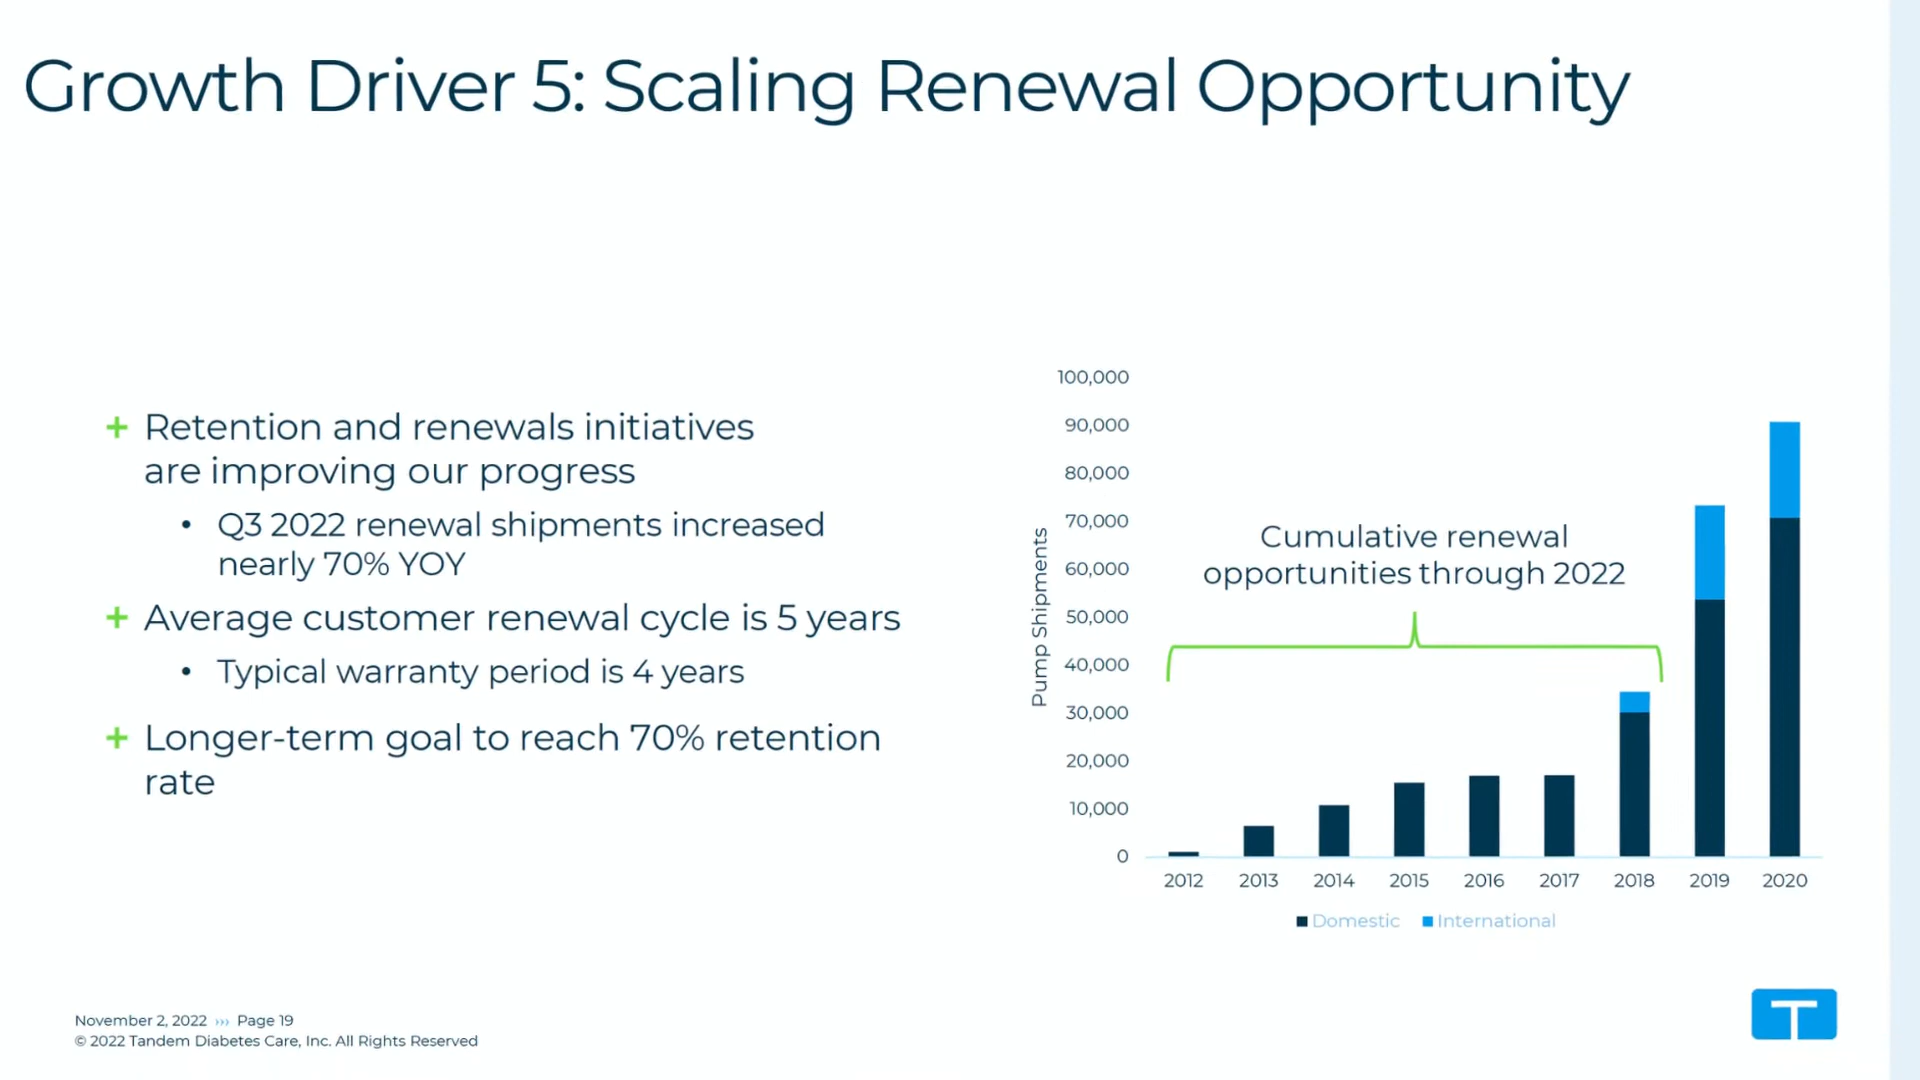 Growth Driver 5: Scaling Renewal Opportunity
+ Retention and renewals initiatives
are improving our progress
• Q3 2022 renewal shipments increased
nearly 70% YOY
+ Average customer renewal cycle is 5 years
• Typical warranty period is 4 years
+ Longer-term goal to reach 70% retention
rate
Pump Shipments
100,000
90,000
80,000
70,000
60,000
50,000
40,000
30,000
20,000
10,000
0
Cumulative renewal
opportunities through 2022
2012 2013 2014 2015 2016 2017 2018 2019 2020
Domestic International
November 2, 2022 ››› Page 19
© 2022 Tandem Diabetes Care, Inc. All Rights Reserved
T